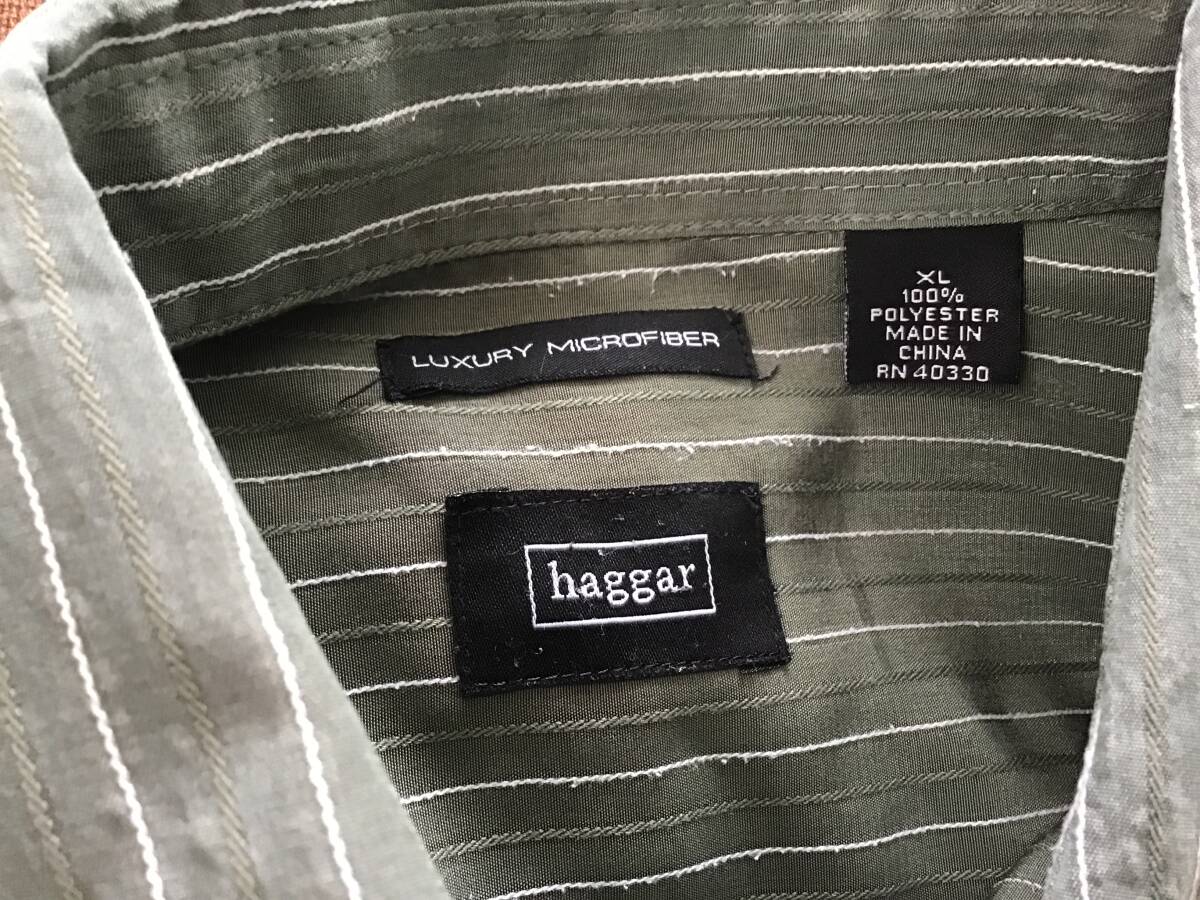 XL
100%
POLYESTER
MADE IN
CHINA
RN 40330
LUXURY MICROFIBER
haggar